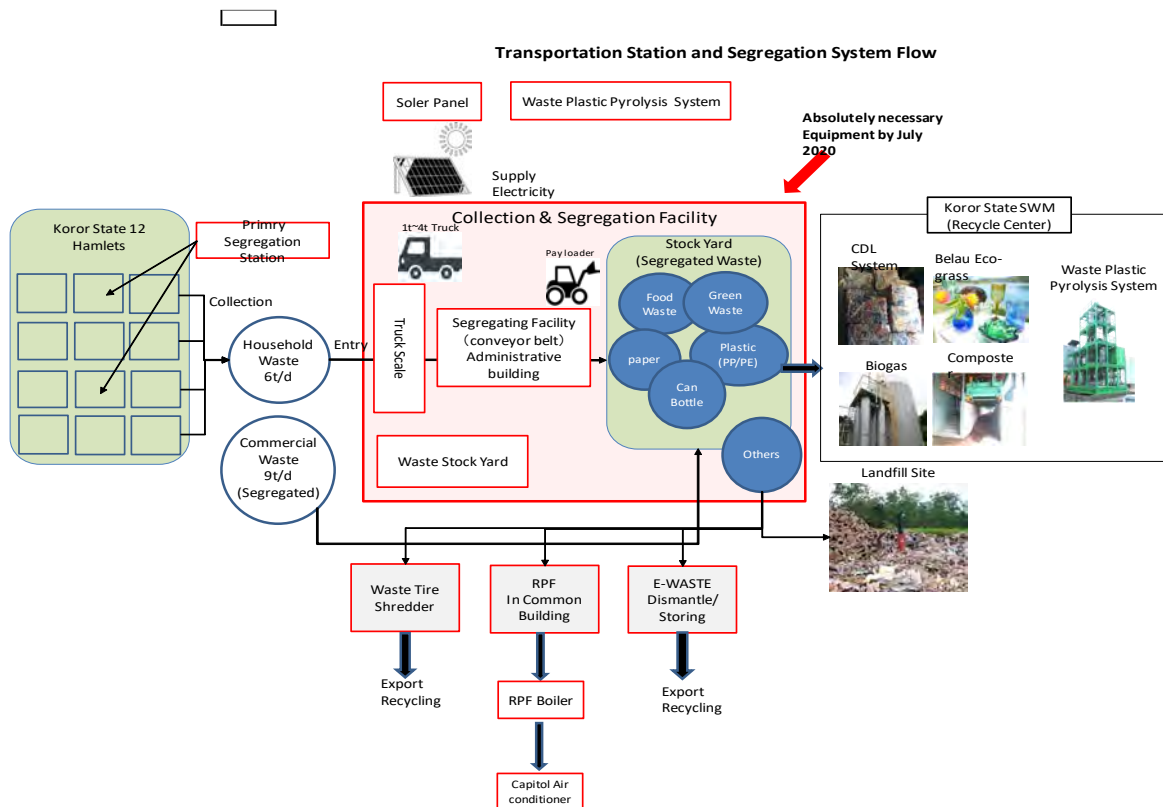 Transportation Station and Segregation System Flow
Soler Panel
Waste Plastic Pyrolysis System
Absolutely necessary
Equipment by July
2020
Supply
Electricity
Koror State 12
Hamlets
Primry
Segregation
Station
Collection
Household
Waste
6t/d
Entry
Commercial
Waste
9t/d
(Segregated)
Collection & Segregation Facility
1t~4t Truck
Pay loader
Truck Scale
Segregating Facility
(conveyor belt)
Administrative
building
Waste Stock Yard
Stock Yard
(Segregated Waste)
Food
Waste
Green
Waste
paper
Plastic
(PP/PE)
Can
Bottle
Others
Koror State SWM
(Recycle Center)
CDL
System
Belau Eco-
grass
Waste Plastic
Pyrolysis System
Biogas
Composte
r
Landfill Site
Waste Tire
Shredder
RPF
In Common
Building
E-WASTE
Dismantle/
Storing
Export
Recycling
RPF Boiler
Export
Recycling
Capitol Air
conditioner